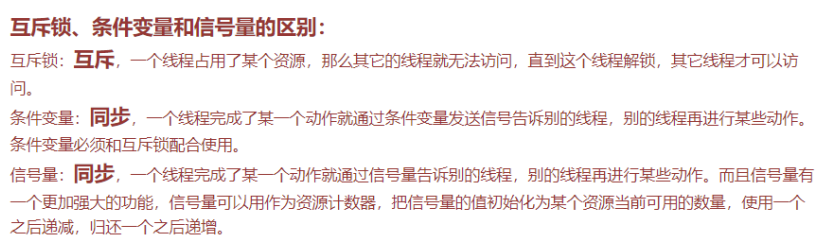 互斥锁、条件变量和信号量的区别：
互斥锁：互斥，一个线程占用了某个资源，那么其它的线程就无法访问，直到这个线程解锁，其它线程才可以访
问。
条件变量：同步，一个线程完成了某一个动作就通过条件变量发送信号告诉别的线程，别的线程再进行某些动作。
条件变量必须和互斥锁配合使用。
信号量：同步，一个线程完成了某一个动作就通过信号量告诉别的线程，别的线程再进行某些动作。而且信号量有
一个更加强大的功能，信号量可以用作为资源计数器，把信号量的值初始化为某个资源当前可用的数量，使用一个
之后递减，归还一个之后递增。